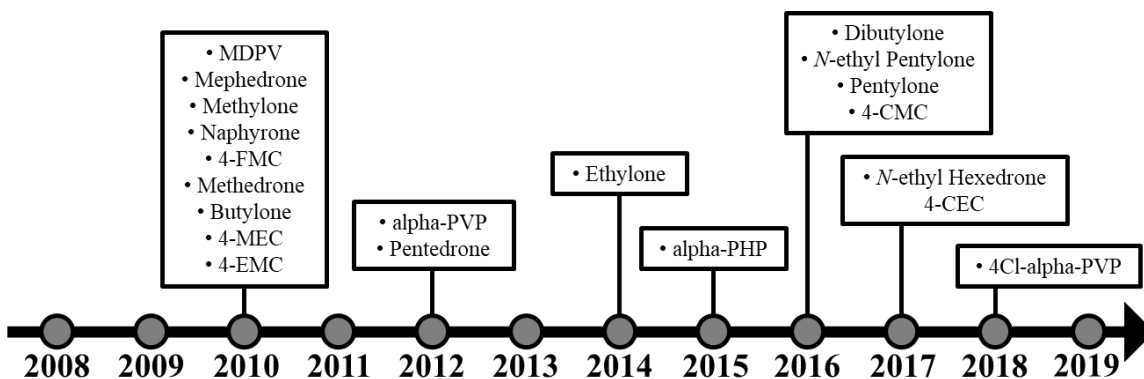 • MDPV
• Mephedrone
• Methylone
• Naphyrone
• 4-FMC
• Methedrone
• Butylone
• 4-MEC
• 4-EMC
• alpha-PVP
• Pentedrone
• Ethylone
• alpha-PHP
• Dibutylone
• N-ethyl Pentylone
• Pentylone
• 4-CMC
• N-ethyl Hexedrone
4-CEC
• 4Cl-alpha-PVP
2008 2009 2010 2011 2012 2013 2014 2015 2016 2017 2018 2019